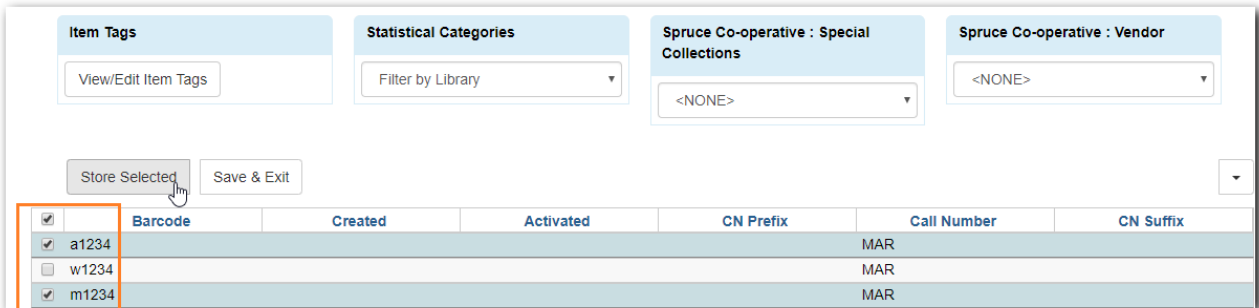 Item Tags
Statistical Categories
Spruce Co-operative : Special
Collections
Spruce Co-operative : Vendor
View/Edit Item Tags
Filter by Library
<NONE>
<NONE>
Store Selected
Save & Exit
Barcode Created Activated CN Prefix Call Number CN Suffix
a1234 MAR
w1234 MAR
m1234 MAR